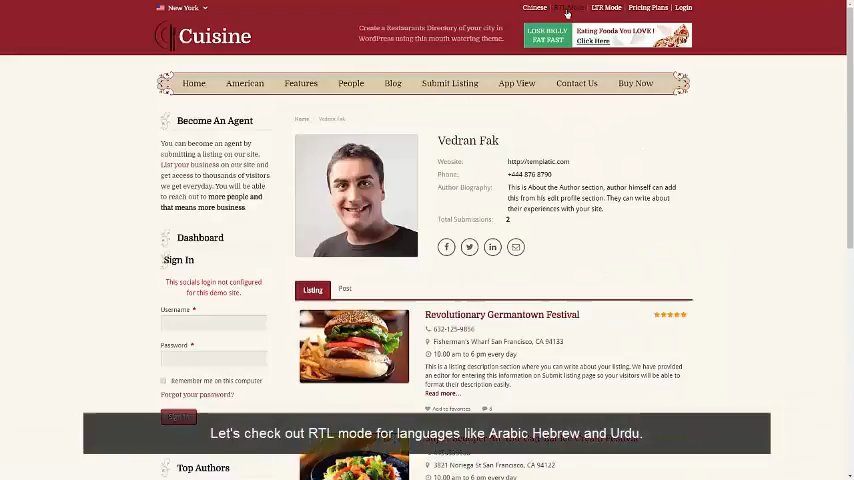 New York
Chinese RTL Mode LTR Mode Pricing Plans Login
Cuisine
Create a Restaurants Directory of your city in
WordPress using this mouth watering theme.
LOSE BELLY
FAT FAST
Eating Foods You LOVE !
Click Here
Home American Features People Blog Submit Listing App View Contact Us Buy Now
Become An Agent
You can become an agent by
submitting a listing on our site.
List your business on our site and
get access to thousands of visitors
we get everyday. You will be
able to reach out to more people and
that means more business.
Dashboard
Sign In
This socials login not configured
for this demo site.
Username *
Password *
Remember me on this computer
Forgot your password?
Sign In
Top Authors
Home Vedran Fak
Vedran Fak
Website: http://templatic.com
Phone: +444 876 8790
Author Biography: This is About the Author section, author himself can add
this from his edit profile section. They can write about
their experiences with your site.
Total Submissions: 2
Listing Post
Revolutionary Germantown Festival
632-125-9856
Fisherman's Wharf San Francisco, CA 94133
10.00 am to 6 pm every day
This is a listing description section where you can write about your listing. We have provided
an editor for entering this information on Submit listing page so your visitors will be able to
format their description easily.
Read more...
Add to favorites 6
Let's check out RTL mode for languages like Arabic Hebrew and Urdu.
3821 Noriega St San Francisco, CA 94122
10.00 am to 6 pm every day